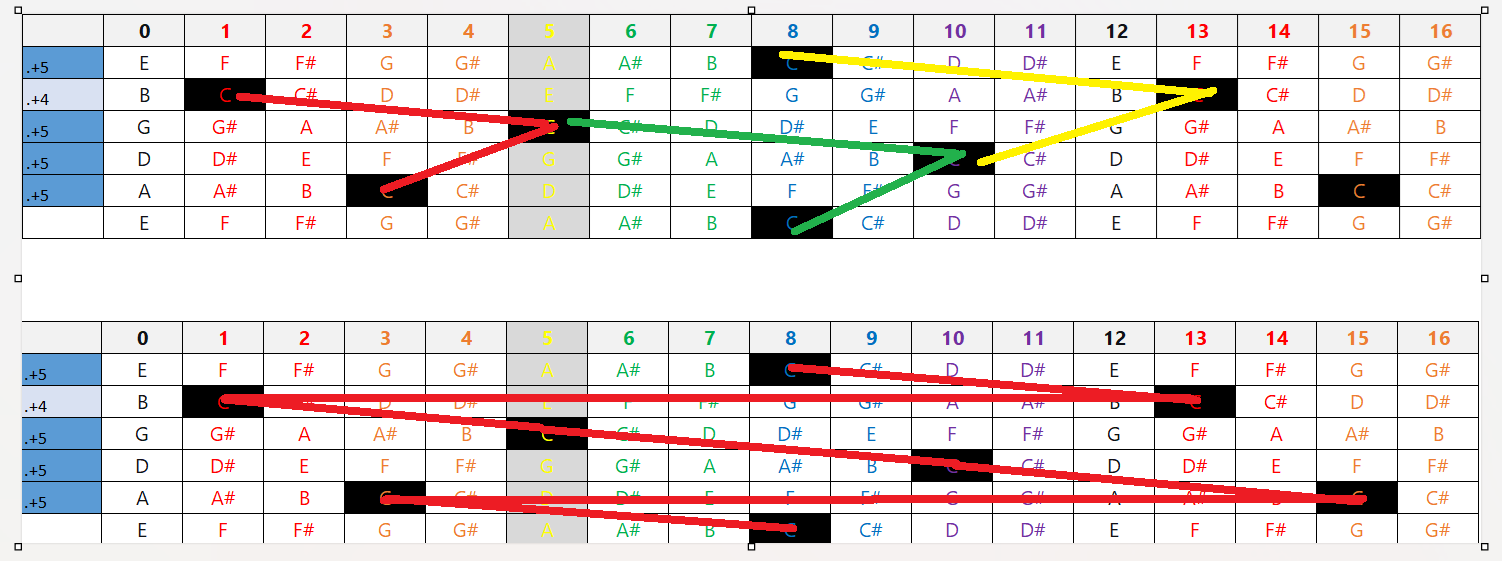 0 1 2 3 4 5 6 7 8 9 10 11 12 13 14 15 16
.+5 E F F# G G# A A# B C C# D D# E F F# G G#
.+4 B C C# D D# E F F# G G# A A# B C C# D D#
.+5 G G# A A# B C C# D D# E F F# G G# A A# B
.+5 D D# E F F# G G# A A# B C C# D D# E F F#
.+5 A A# B C C# D D# E F F# G G# A A# B C C#
E F F# G G# A A# B C C# D D# E F F# G G#
0 1 2 3 4 5 6 7 8 9 10 11 12 13 14 15 16
.+5 E F F# G G# A A# B C C# D D# E F F# G G#
.+4 B C C# D D# E F F# G G# A A# B C C# D D#
.+5 G G# A A# B C C# D D# E F F# G G# A A# B
.+5 D D# E F F# G G# A A# B C C# D D# E F F#
.+5 A A# B C C# D D# E F F# G G# A A# B C C#
E F F# G G# A A# B C C# D D# E F F# G G#